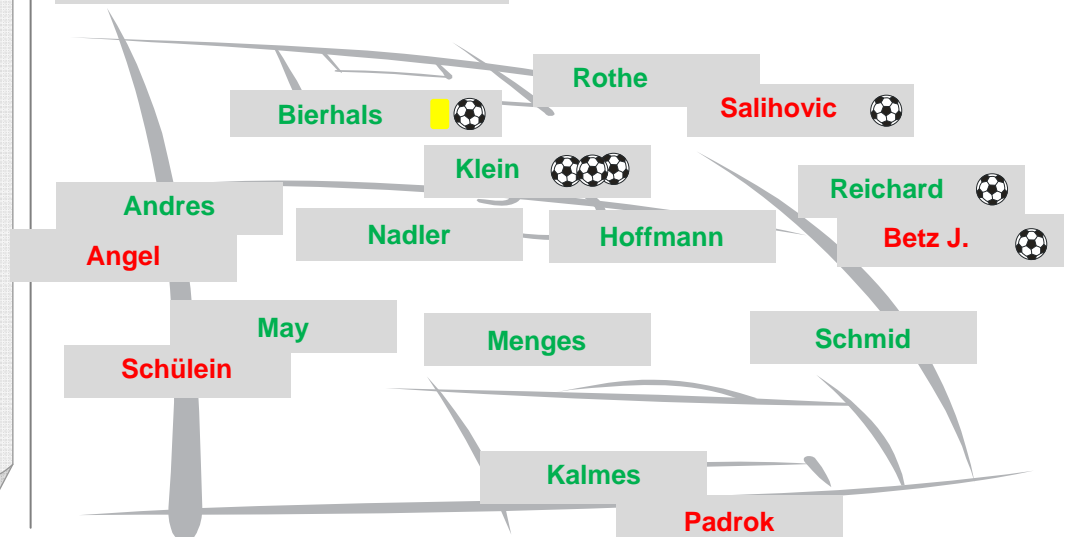 Rothe
Salihovic
Bierhals
Klein
Reichard
Andres
Nadler
Hoffmann
Betz J.
Angel
May
Menges
Schmid
Schülein
Kalmes
Padrok